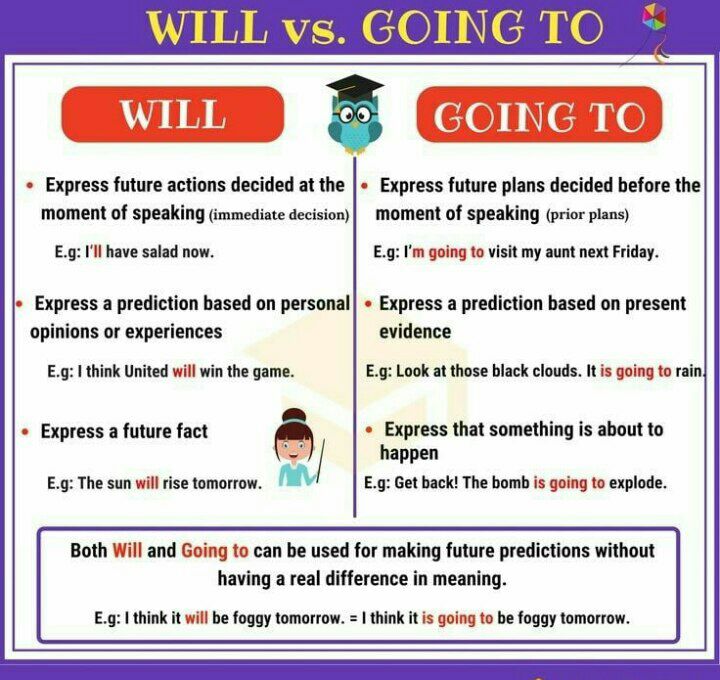 WILL vs. GOING TO
WILL
• Express future actions decided at the
moment of speaking (immediate decision)
E.g: I'll have salad now.
• Express a prediction based on personal
opinions or experiences
E.g: I think United will win the game.
• Express a future fact
E.g: The sun will rise tomorrow.
GOING TO
• Express future plans decided before the
moment of speaking (prior plans)
E.g: I'm going to visit my aunt next Friday.
• Express a prediction based on present
evidence
E.g: Look at those black clouds. It is going to rain.
• Express that something is about to
happen
E.g: Get back! The bomb is going to explode.
Both Will and Going to can be used for making future predictions without
having a real difference in meaning.
E.g: I think it will be foggy tomorrow. = I think it is going to be foggy tomorrow.